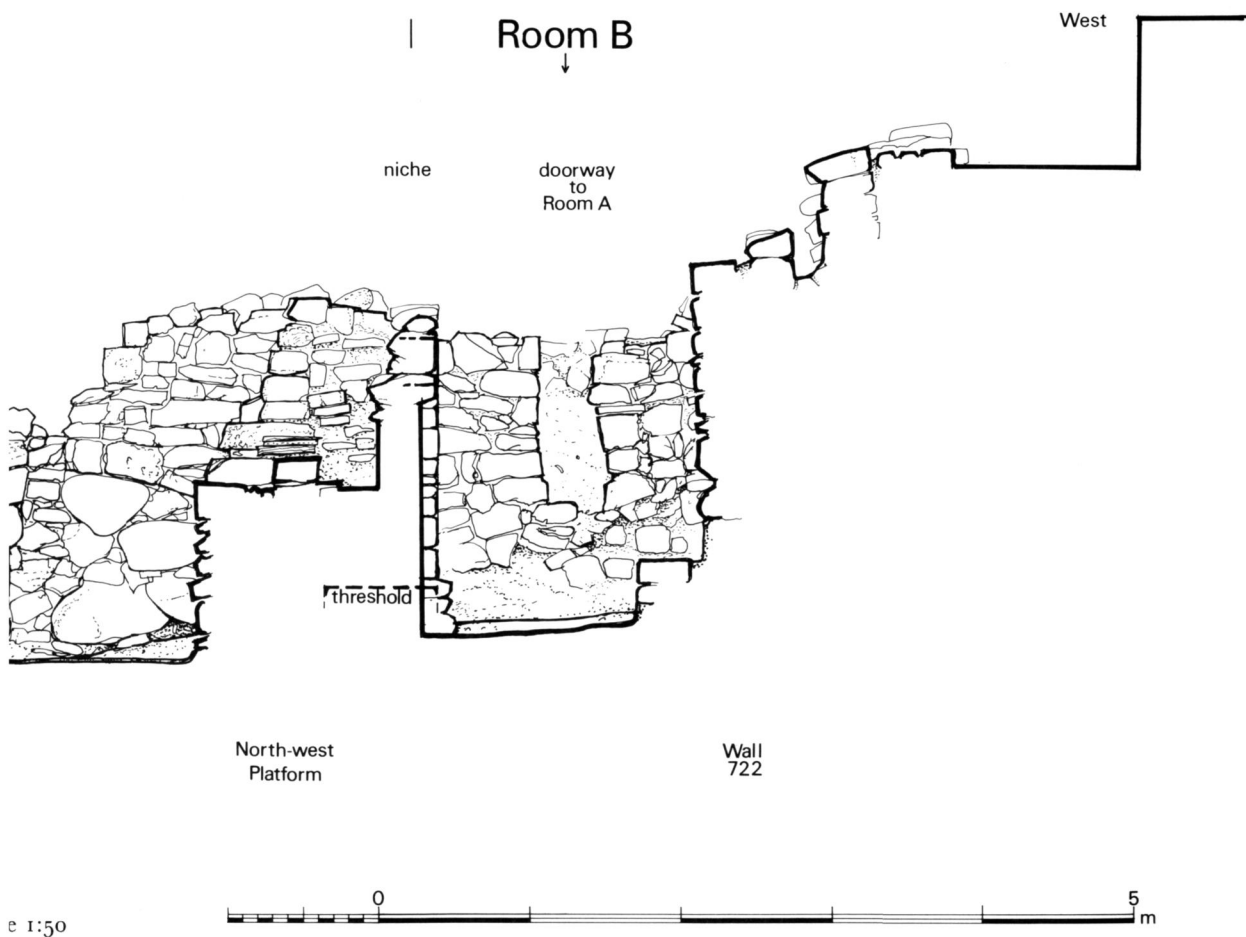 Room B
↓
West
niche
doorway
to
Room A
threshold
North-west
Platform
Wall
722
0
5
m
e 1:50